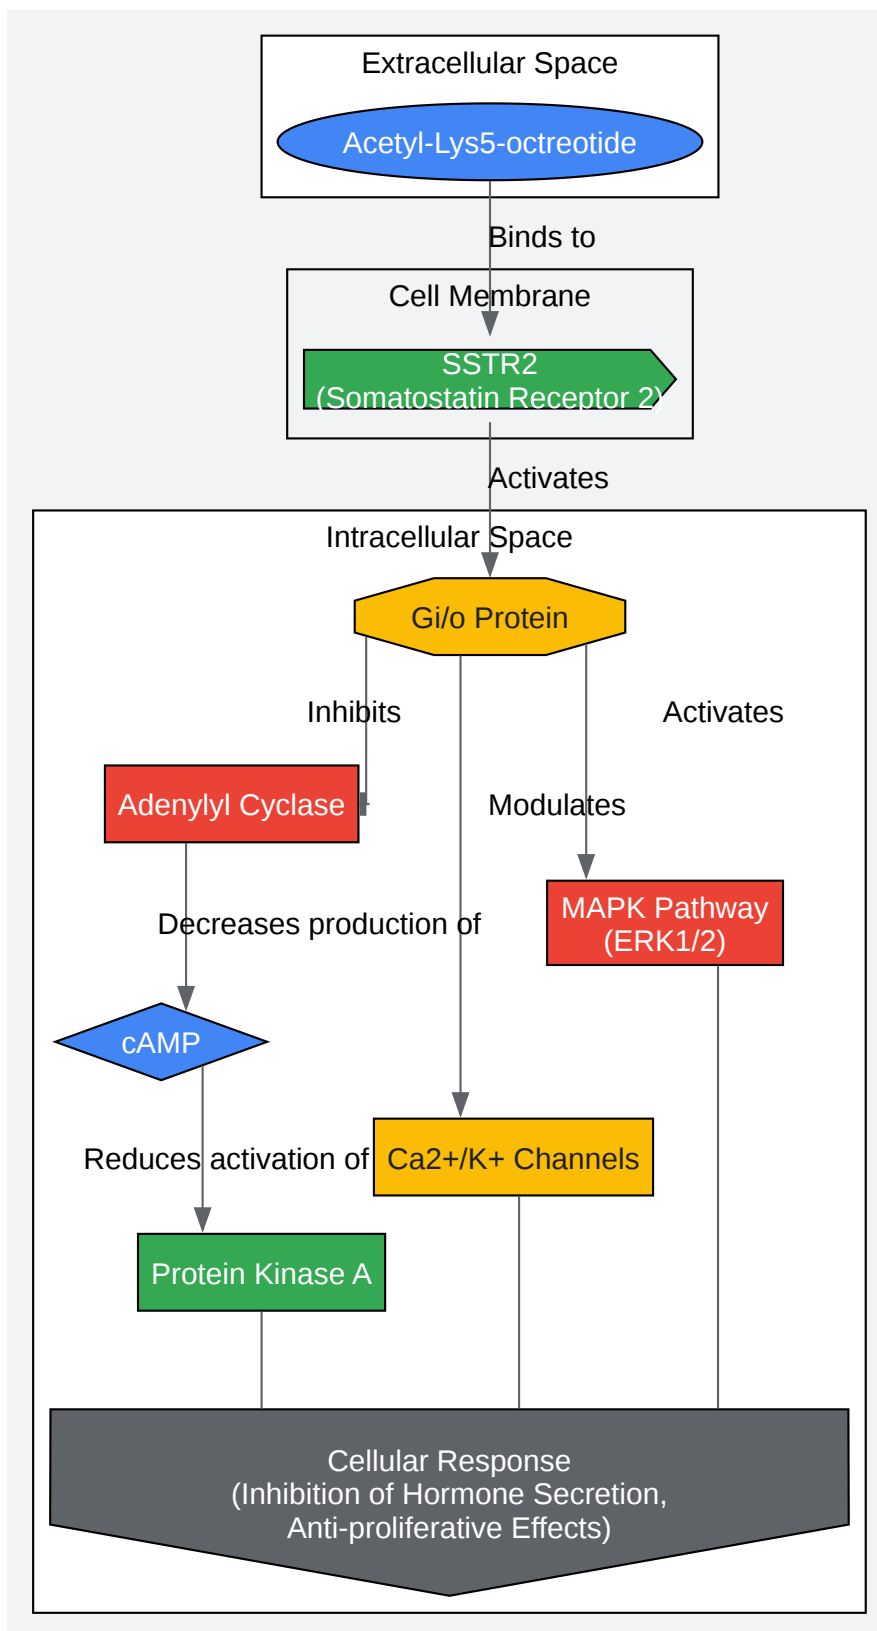 Extracellular Space
Acetyl-Lys5-octreotide
Binds to
Cell Membrane
SSTR2
(Somatostatin Receptor 2)
Activates
Intracellular Space
Gi/o Protein
Inhibits
Activates
Adenylyl Cyclase
Modulates
MAPK Pathway
(ERK1/2)
Decreases production of
cAMP
Reduces activation of
Ca2+/K+ Channels
Protein Kinase A
Cellular Response
(Inhibition of Hormone Secretion,
Anti-proliferative Effects)